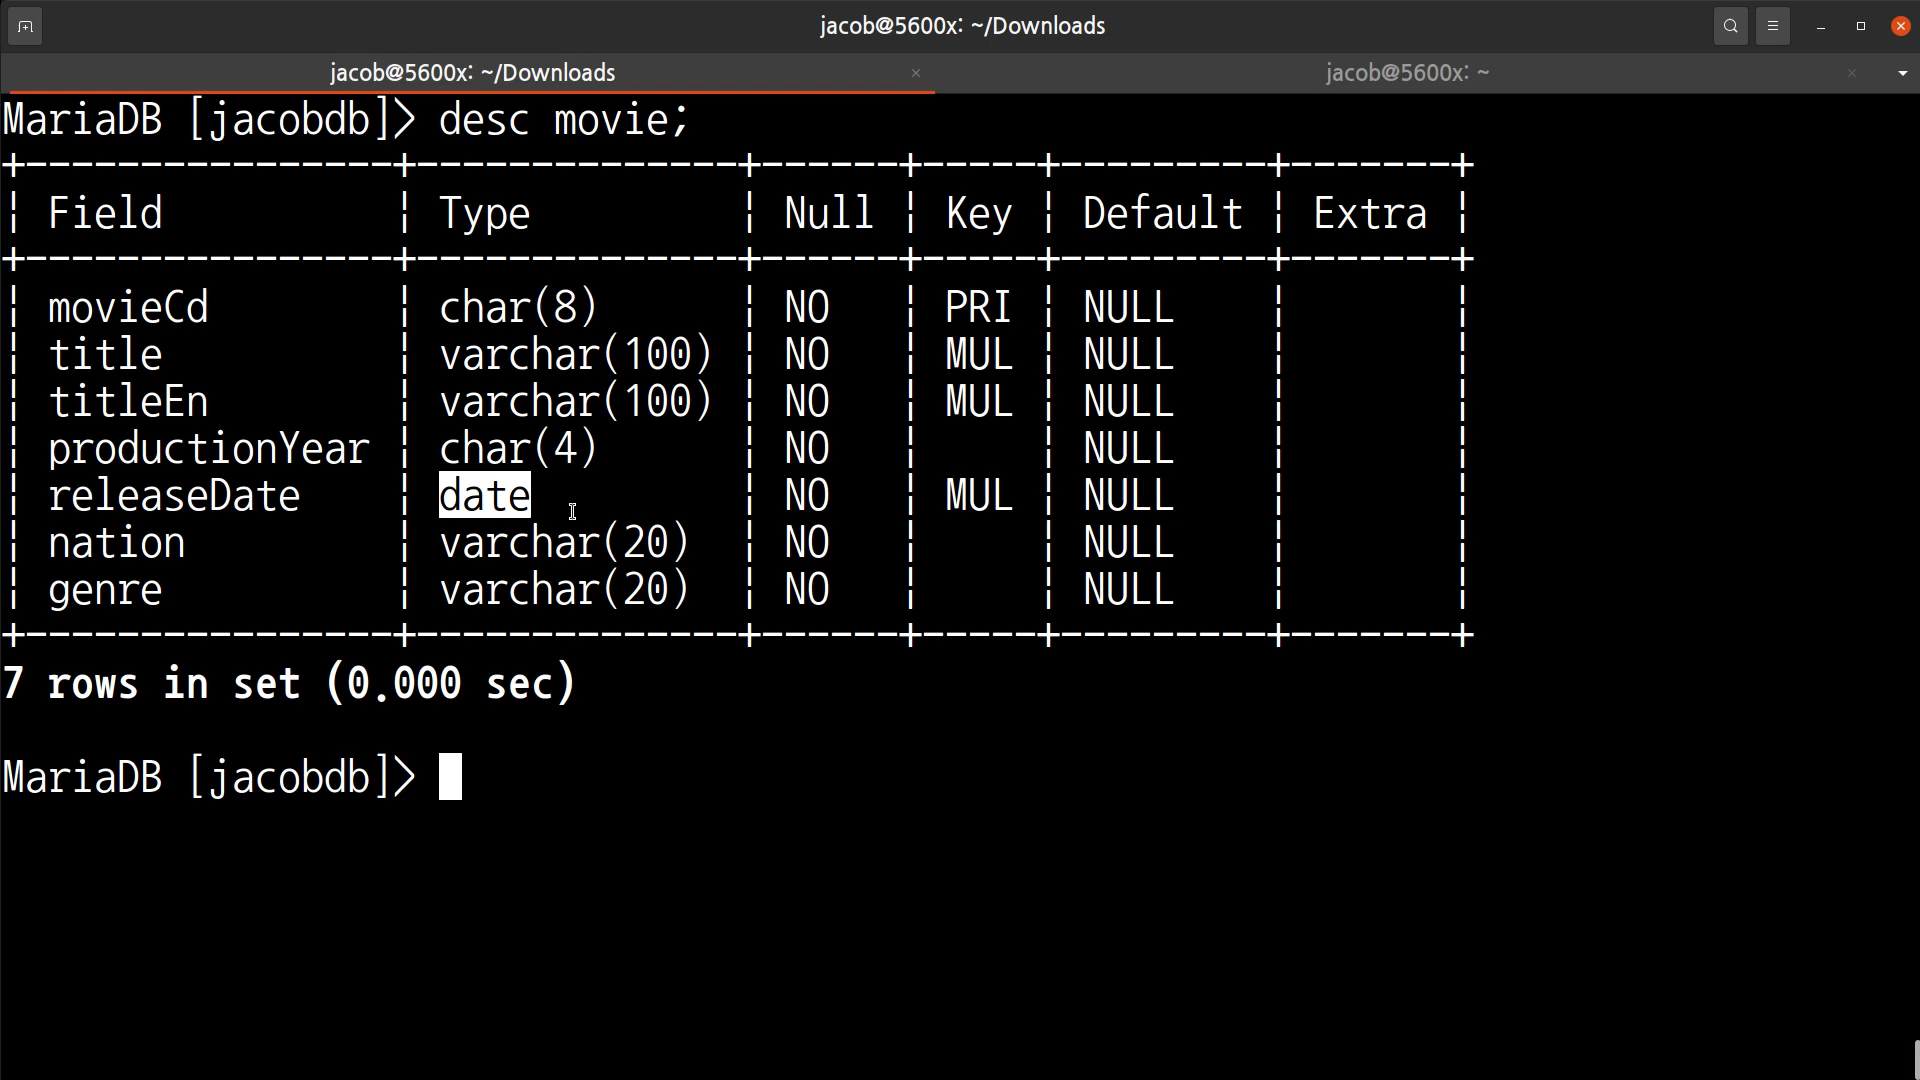 jacob@5600x: ~/Downloads
jacob@5600x: ~/Downloads × jacob@5600x: ~ ×
MariaDB [jacobdb]> desc movie;
+----------------+--------------+------+-----+---------+-------+
| Field          | Type         | Null | Key | Default | Extra |
+----------------+--------------+------+-----+---------+-------+
| movieCd        | char(8)      | NO   | PRI | NULL    |       |
| title          | varchar(100) | NO   | MUL | NULL    |       |
| titleEn        | varchar(100) | NO   | MUL | NULL    |       |
| productionYear | char(4)      | NO   |     | NULL    |       |
| releaseDate    | date         | NO   | MUL | NULL    |       |
| nation         | varchar(20)  | NO   |     | NULL    |       |
| genre          | varchar(20)  | NO   |     | NULL    |       |
+----------------+--------------+------+-----+---------+-------+
7 rows in set (0.000 sec)
MariaDB [jacobdb]>